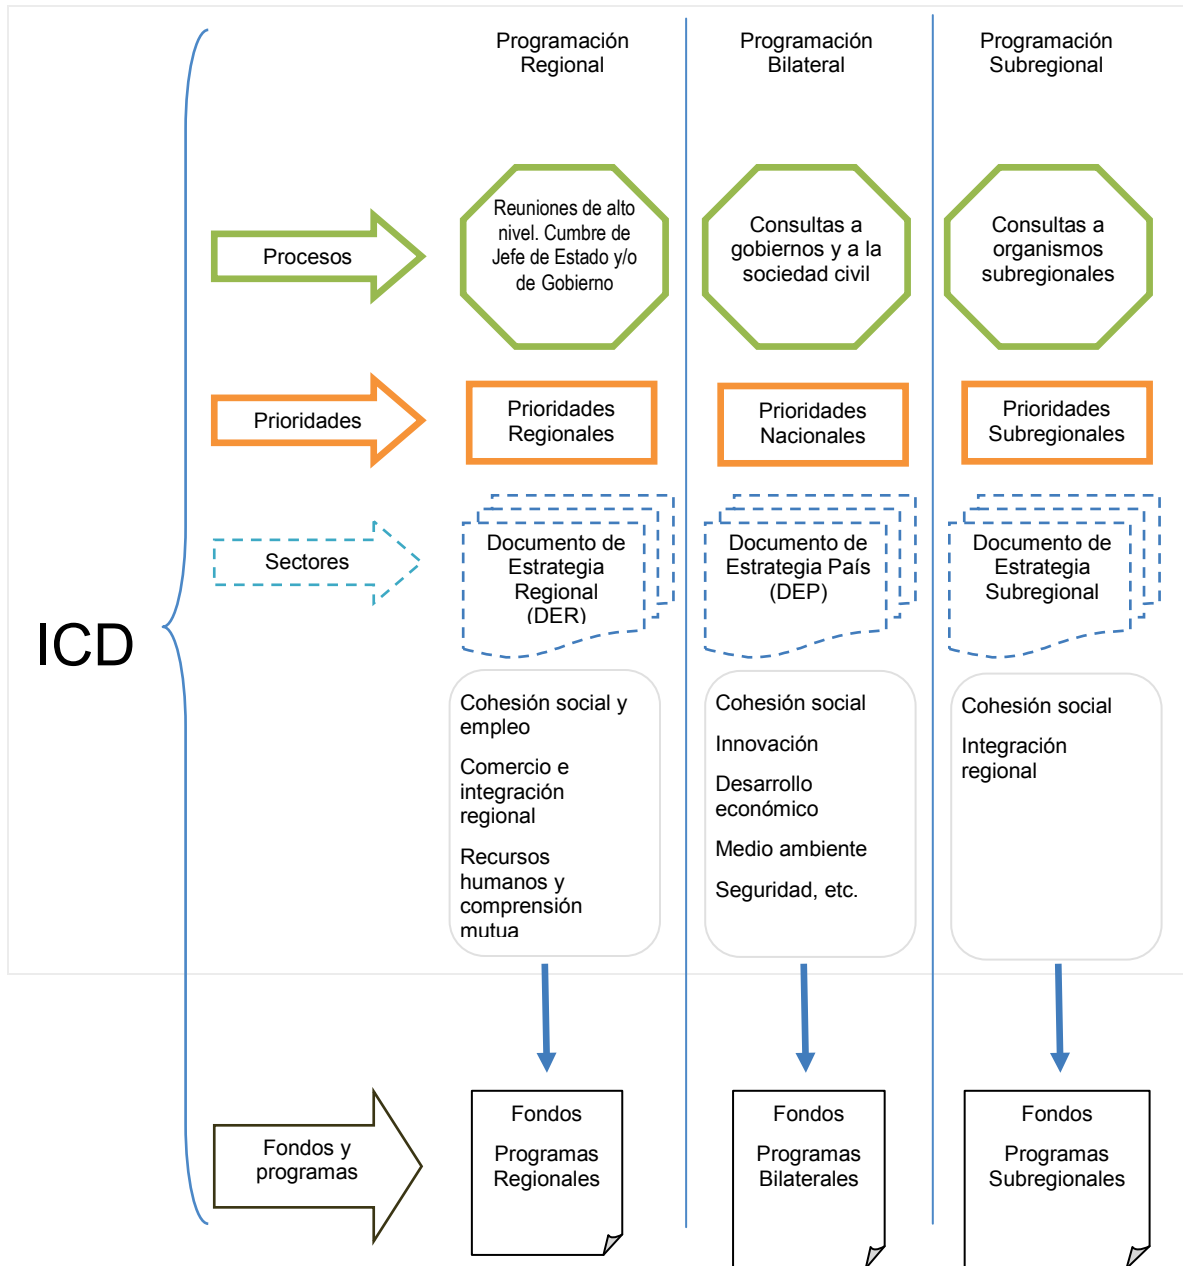 Programación
Regional
Programación
Bilateral
Programación
Subregional
Procesos
Reuniones de alto
nivel. Cumbre de
Jefe de Estado y/o
de Gobierno
Consultas a
gobiernos y a la
sociedad civil
Consultas a
organismos
subregionales
Prioridades
Prioridades
Regionales
Prioridades
Nacionales
Prioridades
Subregionales
Sectores
Documento de
Estrategia
Regional
(DER)
Documento de
Estrategia País
(DEP)
Documento de
Estrategia
Subregional
ICD
Cohesión social y
empleo
Comercio e
integración
regional
Recursos
humanos y
comprensión
mutua
Cohesión social
Innovación
Desarrollo
económico
Medio ambiente
Seguridad, etc.
Cohesión social
Integración
regional
Fondos y
programas
Fondos
Programas
Regionales
Fondos
Programas
Bilaterales
Fondos
Programas
Subregionales